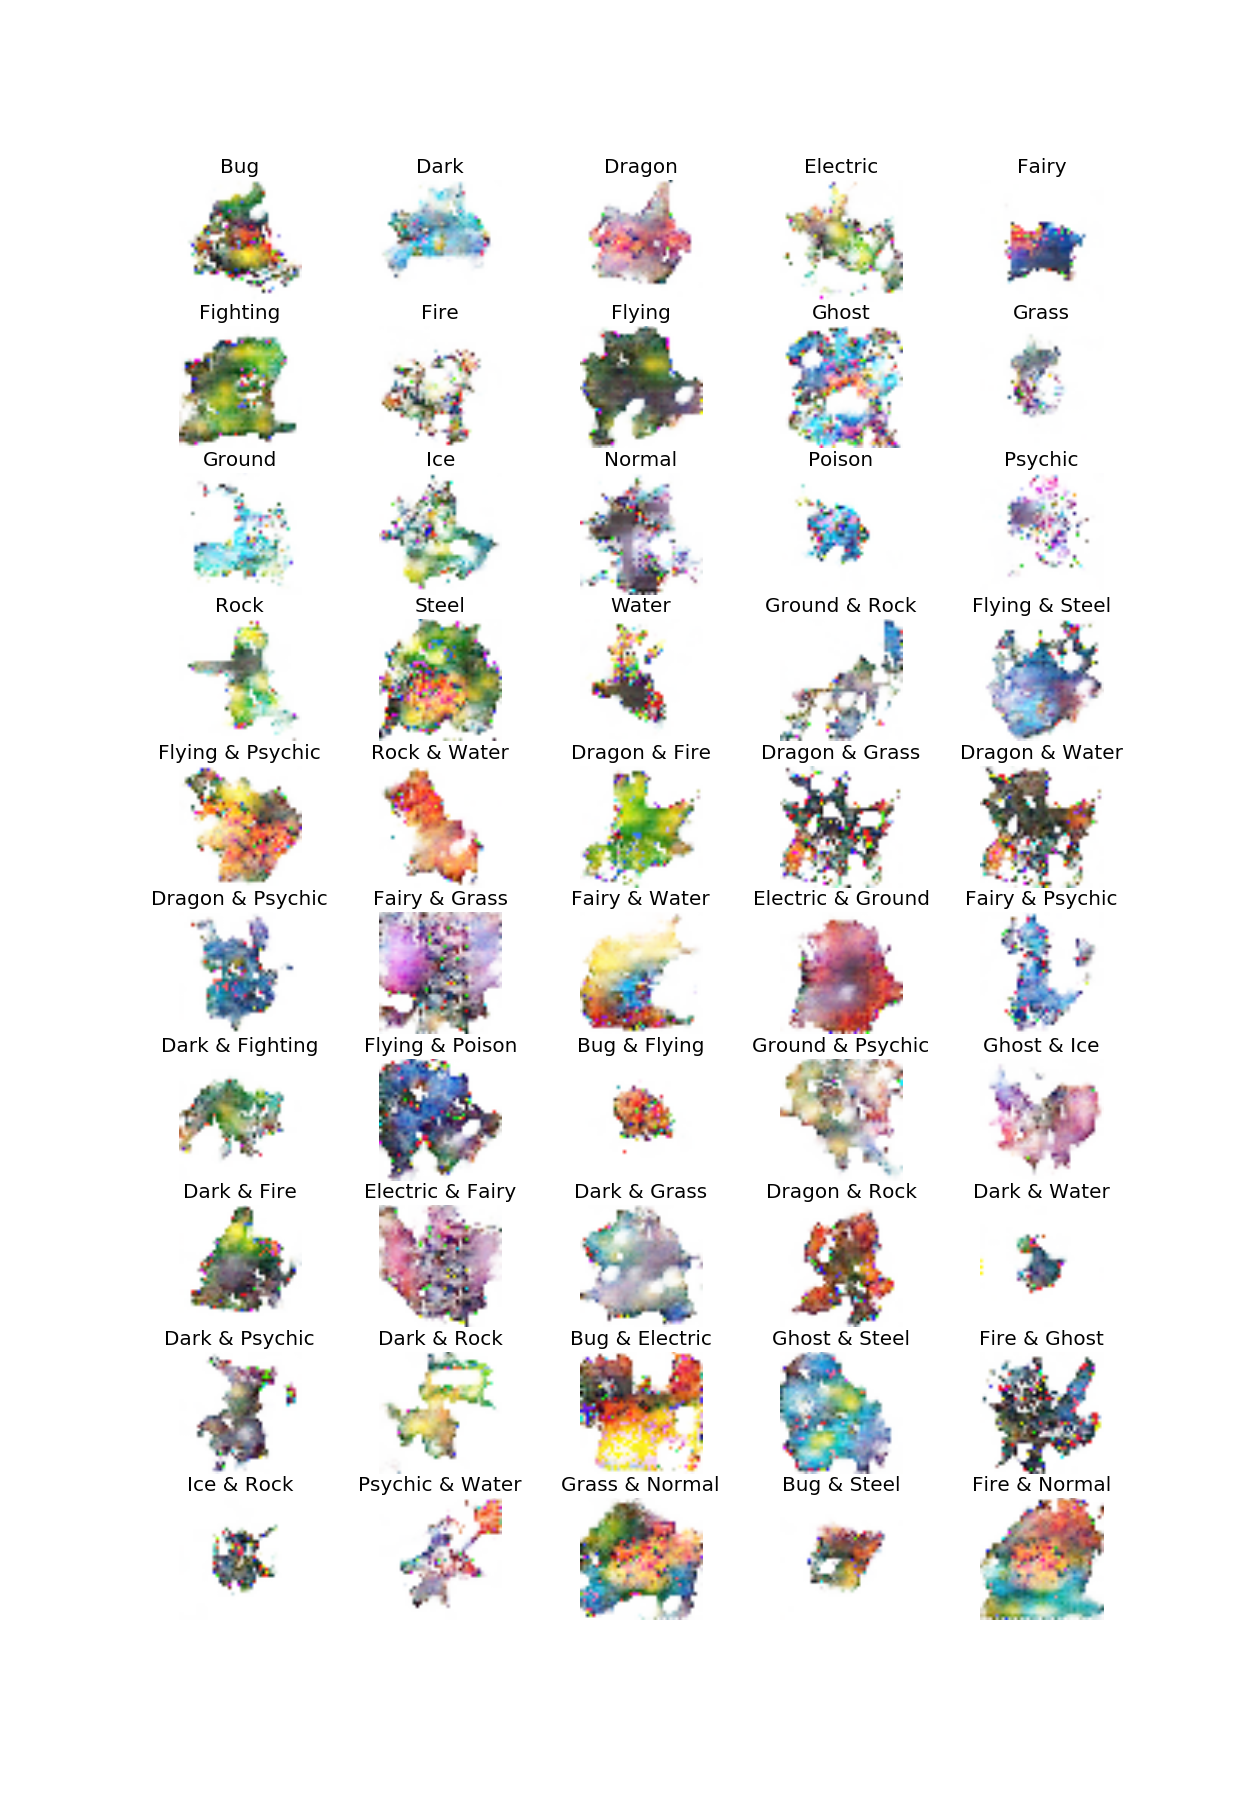 Bug Dark Dragon Electric Fairy
Fighting Fire Flying Ghost Grass
Ground Ice Normal Poison Psychic
Rock Steel Water Ground & Rock Flying & Steel
Flying & Psychic Rock & Water Dragon & Fire Dragon & Grass Dragon & Water
Dragon & Psychic Fairy & Grass Fairy & Water Electric & Ground Fairy & Psychic
Dark & Fighting Flying & Poison Bug & Flying Ground & Psychic Ghost & Ice
Dark & Fire Electric & Fairy Dark & Grass Dragon & Rock Dark & Water
Dark & Psychic Dark & Rock Bug & Electric Ghost & Steel Fire & Ghost
Ice & Rock Psychic & Water Grass & Normal Bug & Steel Fire & Normal